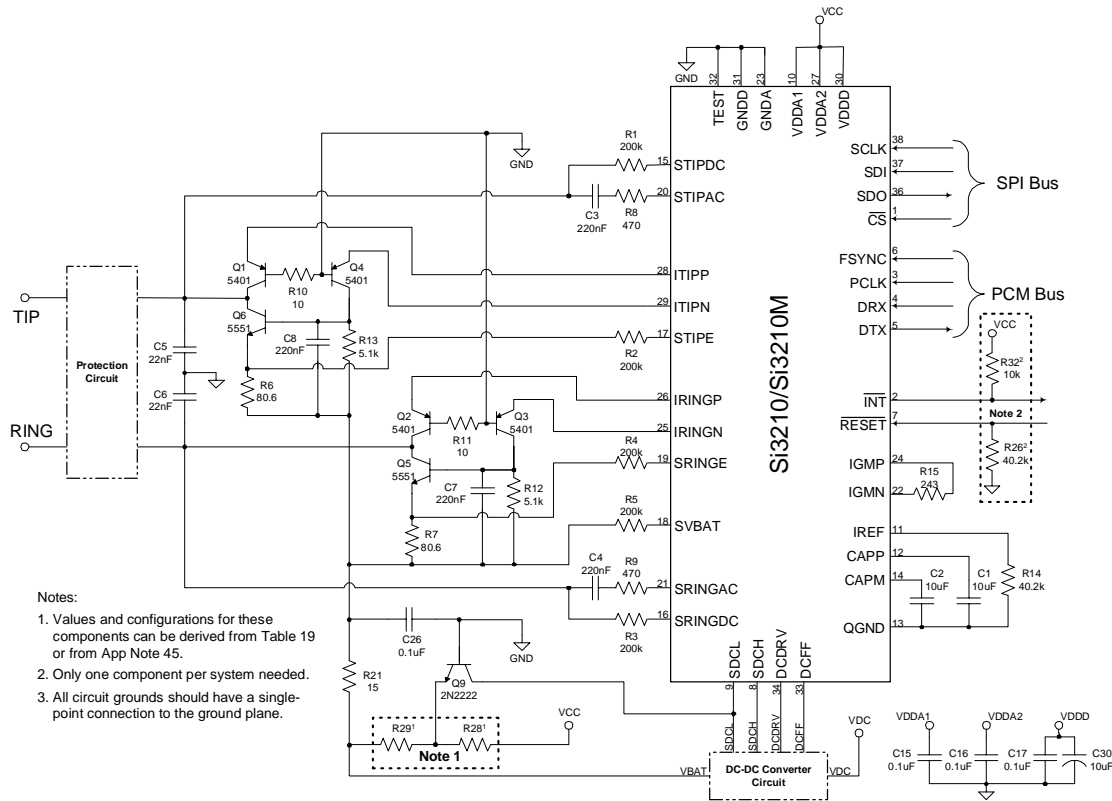 VCC
GND
32
31
23
10
27
30
TEST
GNDD
GNDA
VDDA1
VDDA2
VDDD
Si3210/Si3210M
GND
R1
200k
15
STIPDC
20
STIPAC
C3
220nF
R8
470
28
ITIPP
29
ITIPN
17
STIPE
R2
200k
Q1
5401
R10
10
Q4
5401
Q6
5551
C8
220nF
R13
5.1k
R6
80.6
TIP
RING
Protection
Circuit
C5
22nF
C6
22nF
26
IRINGP
25
IRINGN
R4
200k
19
SRINGE
Q2
5401
R11
10
Q3
5401
Q5
5551
C7
220nF
R12
5.1k
R7
80.6
R5
200k
18
SVBAT
C4
220nF
R9
470
21
SRINGAC
16
SRINGDC
R3
200k
SCLK
38
SDI
37
SDO
36
CS
1
SPI Bus
FSYNC
6
PCLK
3
DRX
4
DTX
5
PCM Bus
VCC
R32²
10k
INT
2
Note 2
RESET
7
R26²
40.2k
IGMP
24
R15
243
IGMN
22
IREF
11
CAPP
12
CAPM
14
C2
10uF
C1
10uF
R14
40.2k
QGND
13
SDCL
SDCH
DCDRV
DCFF
9
8
34
33
SDCL
SDCH
DCDRV
DCFF
Notes:
1. Values and configurations for these
components can be derived from Table 19
or from App Note 45.
2. Only one component per system needed.
3. All circuit grounds should have a single-
point connection to the ground plane.
C26
0.1uF
GND
R21
15
Q9
2N2222
R29¹
R28¹
Note 1
VCC
VBAT
DC-DC Converter
Circuit
VDC
VDC
VDDA1
VDDA2
VDDD
C15
0.1uF
C16
0.1uF
C17
0.1uF
C30
10uF